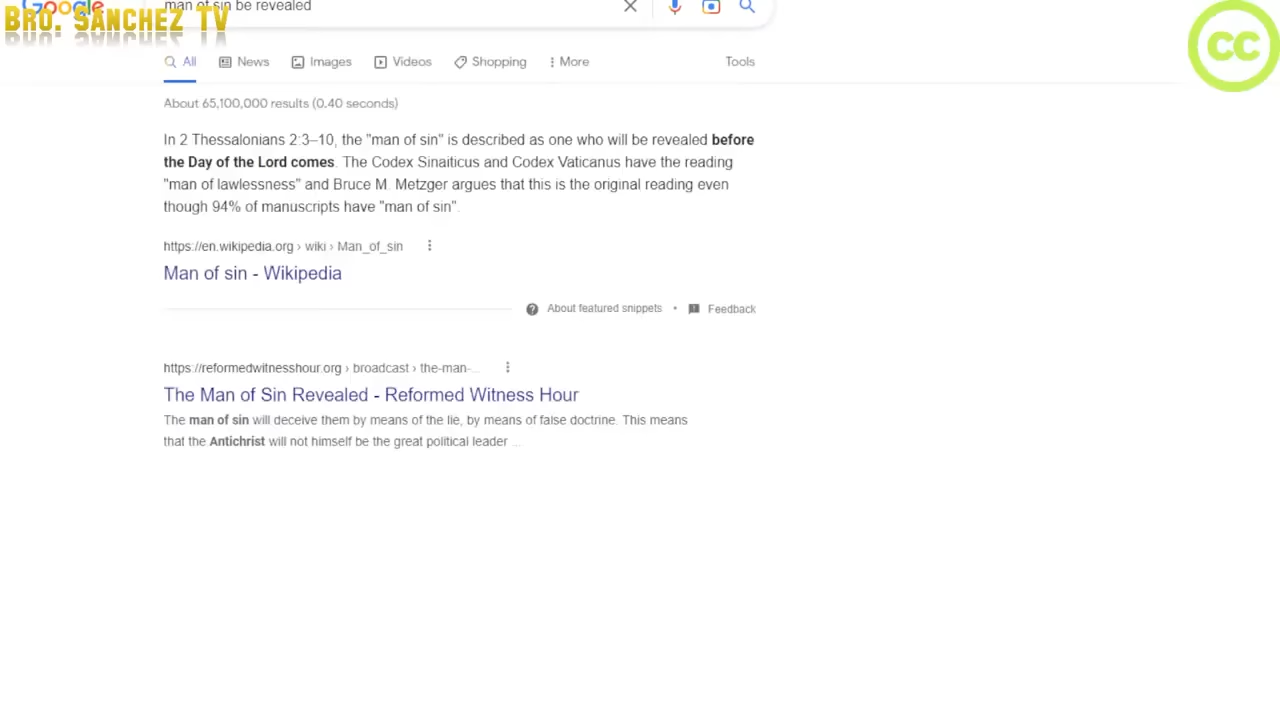 Google
man of sin be revealed
BRO. SANCHEZ TV
CC
All News Images Videos Shopping More Tools
About 65,100,000 results (0.40 seconds)
In 2 Thessalonians 2:3–10, the "man of sin" is described as one who will be revealed before
the Day of the Lord comes. The Codex Sinaiticus and Codex Vaticanus have the reading
"man of lawlessness" and Bruce M. Metzger argues that this is the original reading even
though 94% of manuscripts have "man of sin".
https://en.wikipedia.org › wiki › Man_of_sin
Man of sin - Wikipedia
About featured snippets • Feedback
https://reformedwitnesshour.org › broadcast › the-man-...
The Man of Sin Revealed - Reformed Witness Hour
The man of sin will deceive them by means of the lie, by means of false doctrine. This means
that the Antichrist will not himself be the great political leader ...